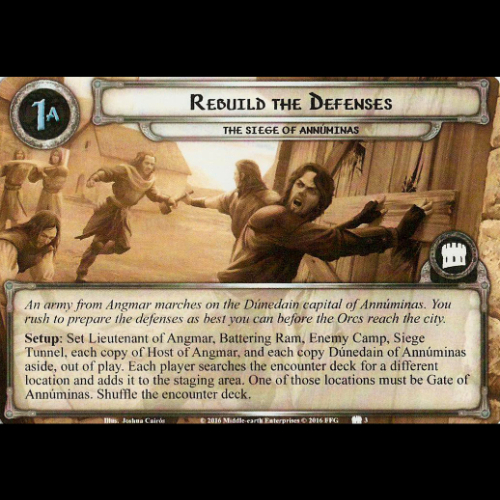 1A
REBUILD THE DEFENSES
THE SIEGE OF ANNÚMINAS
An army from Angmar marches on the Dúnedain capital of Annúminas. You
rush to prepare the defenses as best you can before the Orcs reach the city.
Setup: Set Lieutenant of Angmar, Battering Ram, Enemy Camp, Siege
Tunnel, each copy of Host of Angmar, and each copy Dúnedain of Annúminas
aside, out of play. Each player searches the encounter deck for a different
location and adds it to the staging area. One of those locations must be Gate of
Annúminas. Shuffle the encounter deck.
Illus. Joshua Cairós © 2016 Middle-earth Enterprises © 2016 FFG 3